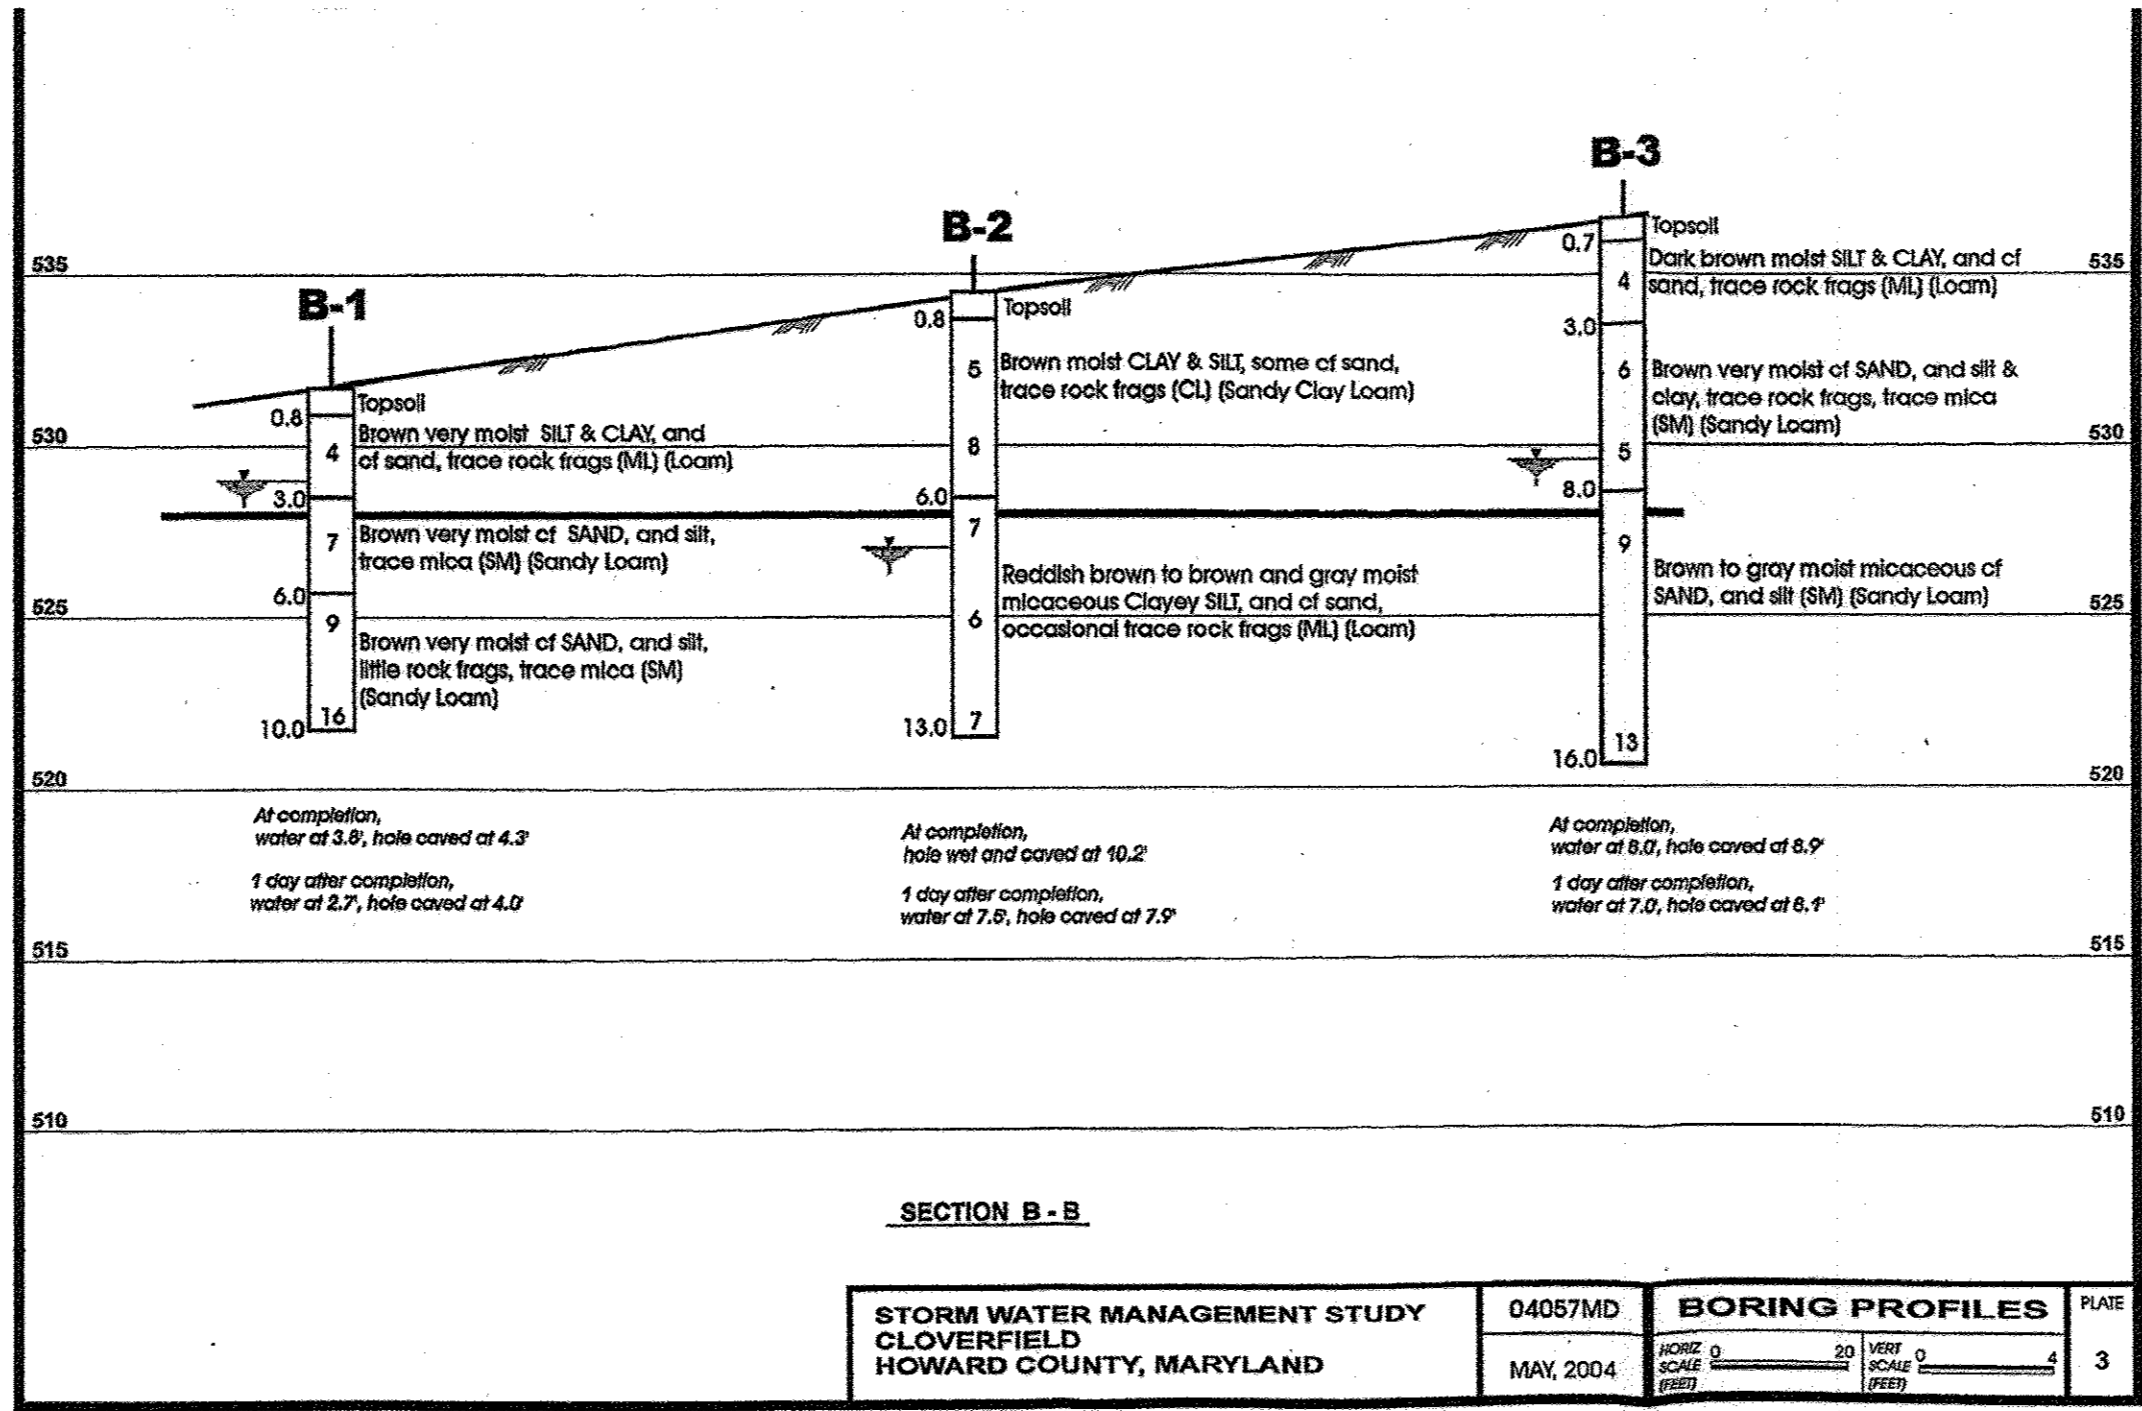 B-3
B-2
B-1
535
535
530
530
525
525
520
520
515
515
510
510
Topsoil
0.8
Brown very moist SILT & CLAY, and
cf sand, trace rock frags (ML) (Loam)
4
3.0
Brown very moist cf SAND, and silt,
trace mica (SM) (Sandy Loam)
7
6.0
9
Brown very moist cf SAND, and silt,
little rock frags, trace mica (SM)
(Sandy Loam)
16
10.0
At completion,
water at 3.8', hole caved at 4.3'
1 day after completion,
water at 2.7', hole caved at 4.0'
Topsoil
0.8
5
Brown moist CLAY & SILT, some cf sand,
trace rock frags (CL) (Sandy Clay Loam)
8
6.0
7
Reddish brown to brown and gray moist
micaceous Clayey SILT, and cf sand,
occasional trace rock frags (ML) (Loam)
6
7
13.0
At completion,
hole wet and caved at 10.2'
1 day after completion,
water at 7.5', hole caved at 7.9'
Topsoil
0.7
Dark brown moist SILT & CLAY, and cf
sand, trace rock frags (ML) (Loam)
4
3.0
6
Brown very moist cf SAND, and silt &
clay, trace rock frags, trace mica
(SM) (Sandy Loam)
5
8.0
9
Brown to gray moist micaceous cf
SAND, and silt (SM) (Sandy Loam)
13
16.0
At completion,
water at 8.0', hole caved at 8.9'
1 day after completion,
water at 7.0', hole caved at 8.1'
SECTION B - B
STORM WATER MANAGEMENT STUDY
CLOVERFIELD
HOWARD COUNTY, MARYLAND
04057MD
MAY, 2004
BORING PROFILES
HORIZ
SCALE
(FEET)
0 20
VERT
SCALE
(FEET)
0 4
PLATE
3